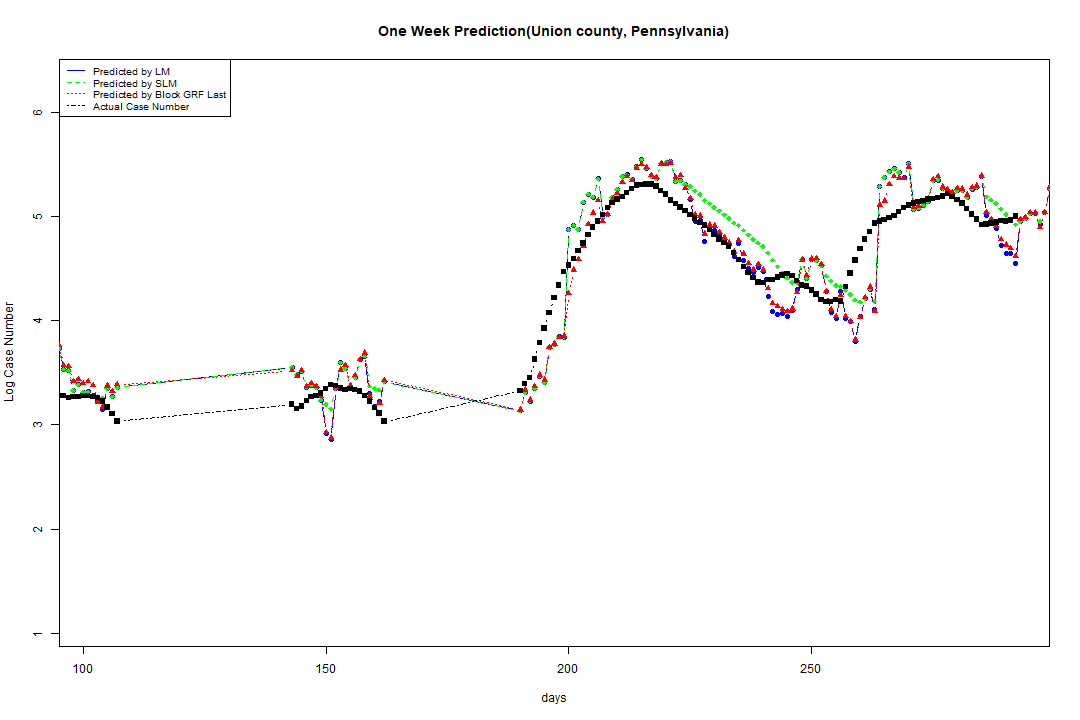 One Week Prediction(Union county, Pennsylvania)
Predicted by LM
Predicted by SLM
Predicted by Block GRF Last
Actual Case Number
6
5
4
3
2
1
Log Case Number
100 150 200 250
days